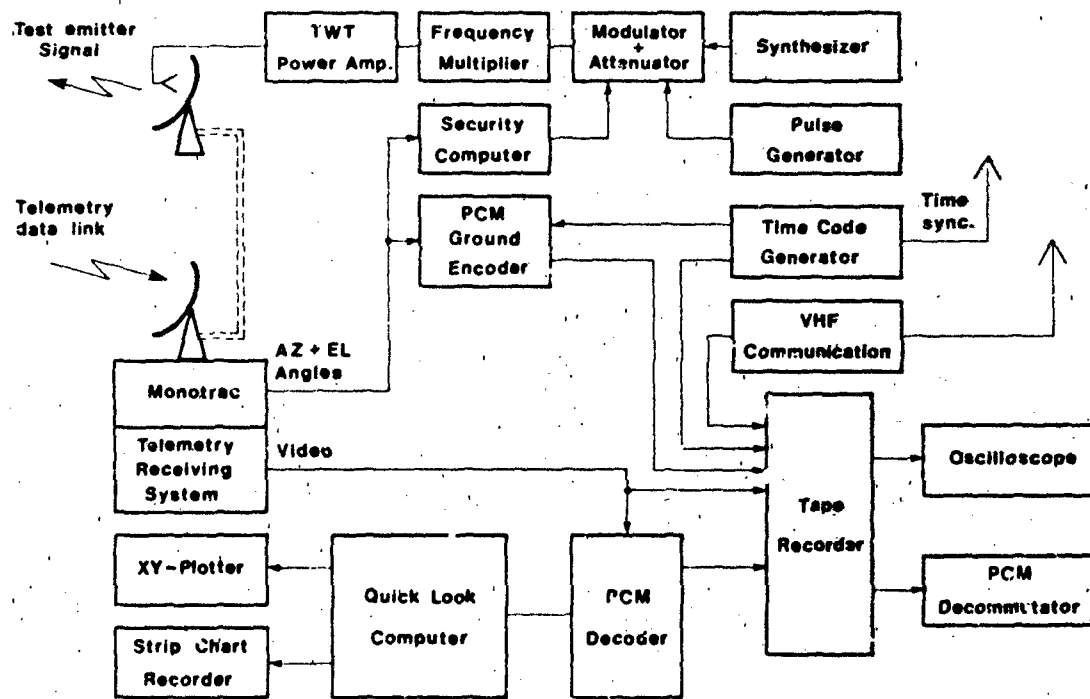 Test emitter
Signal
TWT
Power Amp.
Frequency
Multiplier
Modulator
+
Attenuator
Synthesizer
Security
Computer
Pulse
Generator
Telemetry
data link
PCM
Ground
Encoder
Time Code
Generator
Time
sync.
VHF
Communication
AZ + EL
Angles
Monotrac
Telemetry
Receiving
System
Video
Tape
Recorder
Oscilloscope
XY-Plotter
Quick Look
Computer
PCM
Decoder
PCM
Decommutator
Strip Chart
Recorder